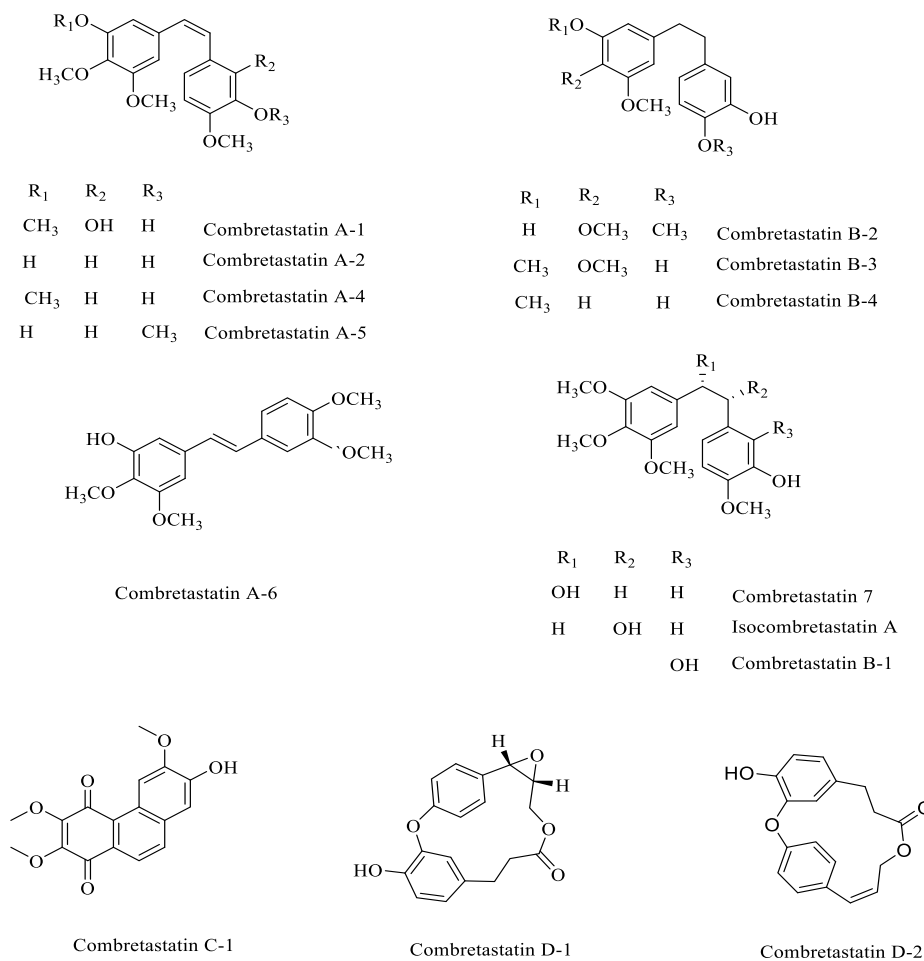 R1O
R2
H3CO
OCH3
OR3
OCH3
R1 R2 R3
CH3 OH H Combretastatin A-1
H H H Combretastatin A-2
CH3 H H Combretastatin A-4
H H CH3 Combretastatin A-5
R1O
R2
OCH3
OH
OR3
R1 R2 R3
H OCH3 CH3 Combretastatin B-2
CH3 OCH3 H Combretastatin B-3
CH3 H H Combretastatin B-4
OCH3
HO
OCH3
H3CO
OCH3
Combretastatin A-6
R1
H3CO
R2
R3
H3CO
OCH3
OH
OCH3
R1 R2 R3
OH H H Combretastatin 7
H OH H Isocombretastatin A
OH Combretastatin B-1
O
O
OH
O
O
O
Combretastatin C-1
H
O
H
O
O
HO
O
Combretastatin D-1
HO
O
O
O
Combretastatin D-2